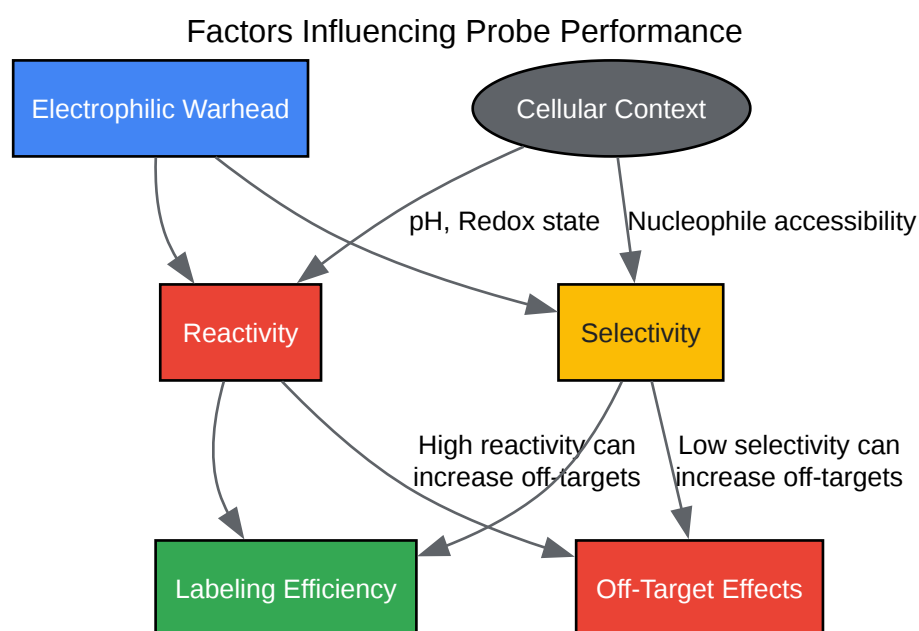 Factors Influencing Probe Performance
Electrophilic Warhead
Cellular Context
pH, Redox state
Nucleophile accessibility
Reactivity
Selectivity
High reactivity can
increase off-targets
Low selectivity can
increase off-targets
Labeling Efficiency
Off-Target Effects